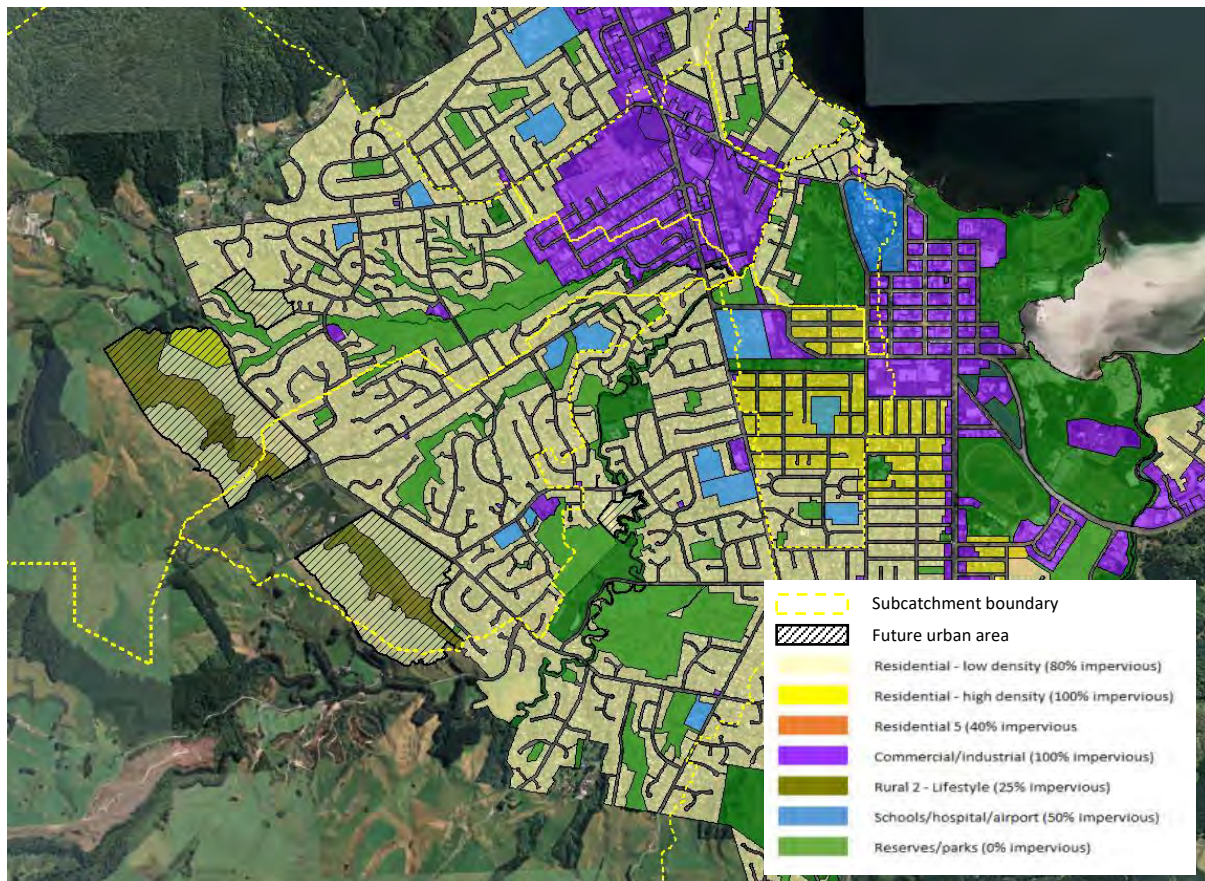 Subcatchment boundary
Future urban area
Residential - low density (80% impervious)
Residential - high density (100% impervious)
Residential 5 (40% impervious
Commercial/industrial (100% impervious)
Rural 2 - Lifestyle (25% impervious)
Schools/hospital/airport (50% impervious)
Reserves/parks (0% impervious)